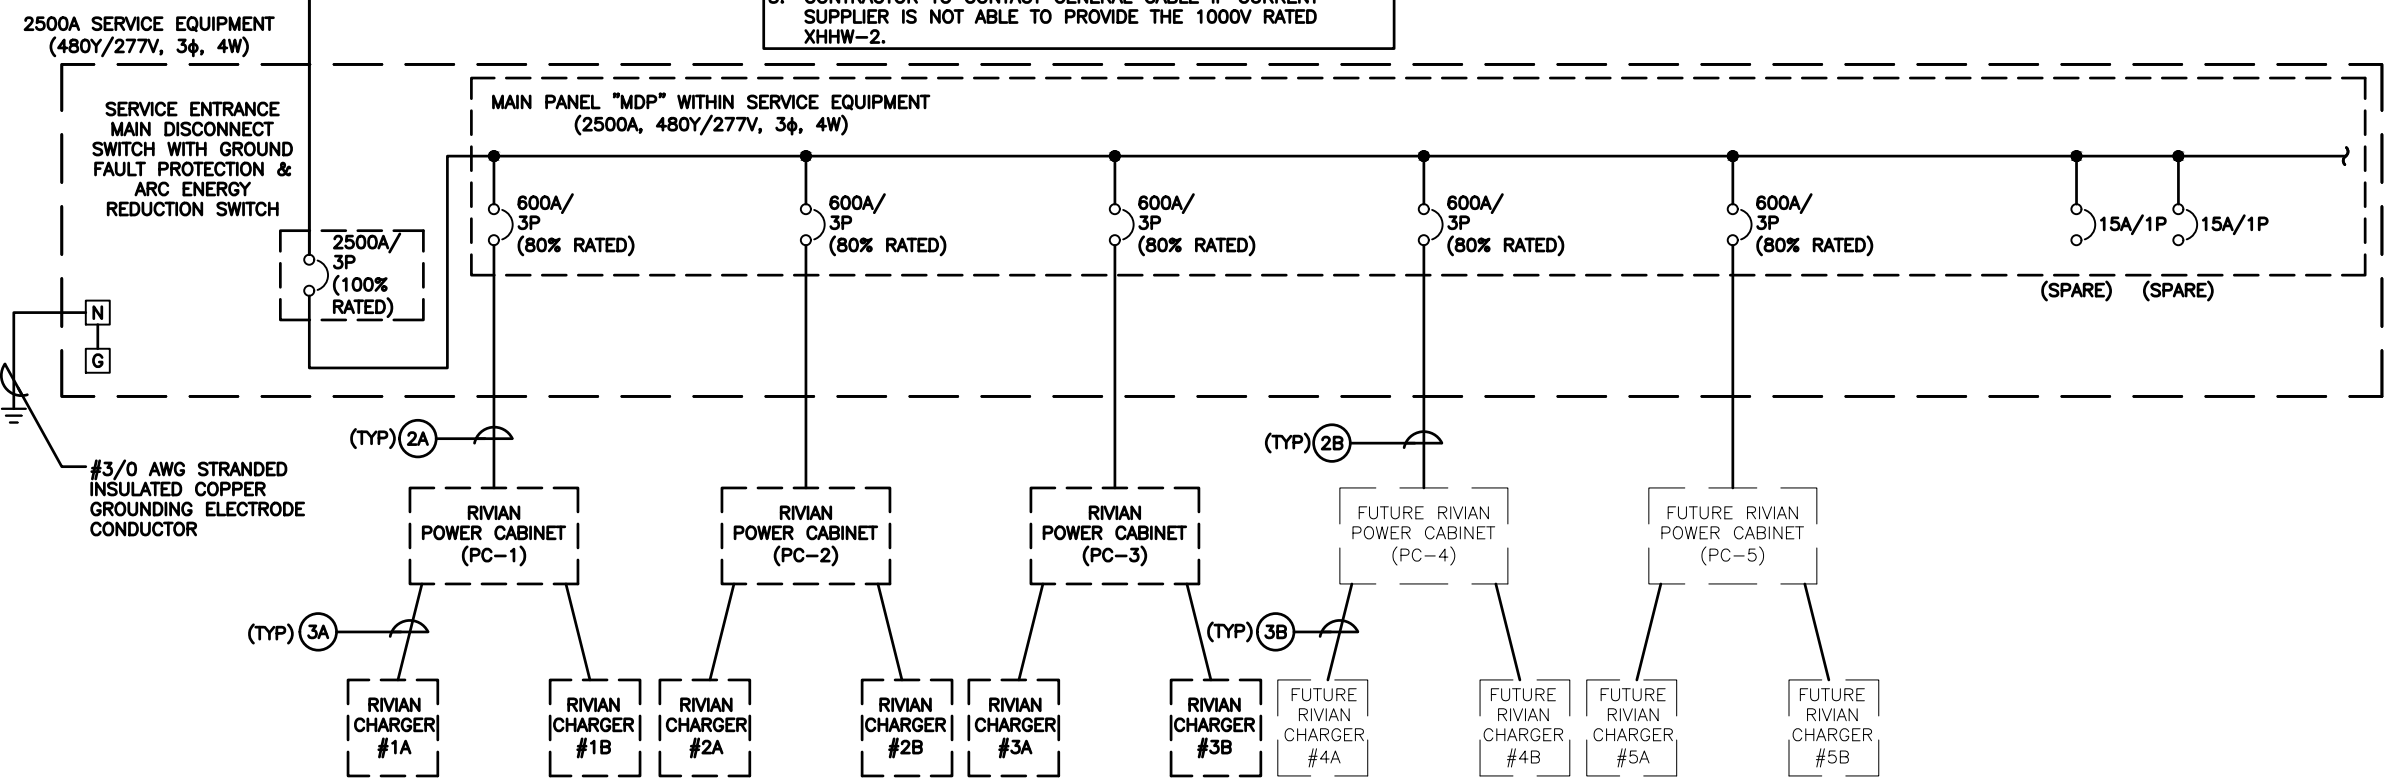 2500A SERVICE EQUIPMENT
(480Y/277V, 3ϕ, 4W)
SUPPLIER IS NOT ABLE TO PROVIDE THE 1000V RATED
XHHW-2.
SERVICE ENTRANCE
MAIN DISCONNECT
SWITCH WITH GROUND
FAULT PROTECTION &
ARC ENERGY
REDUCTION SWITCH
MAIN PANEL "MDP" WITHIN SERVICE EQUIPMENT
(2500A, 480Y/277V, 3ϕ, 4W)
2500A/
3P
(100%
RATED)
600A/
3P
(80% RATED)
600A/
3P
(80% RATED)
600A/
3P
(80% RATED)
600A/
3P
(80% RATED)
600A/
3P
(80% RATED)
15A/1P
15A/1P
(SPARE)
(SPARE)
N
G
#3/0 AWG STRANDED
INSULATED COPPER
GROUNDING ELECTRODE
CONDUCTOR
(TYP) 2A
(TYP) 2B
RIVIAN
POWER CABINET
(PC-1)
RIVIAN
POWER CABINET
(PC-2)
RIVIAN
POWER CABINET
(PC-3)
FUTURE RIVIAN
POWER CABINET
(PC-4)
FUTURE RIVIAN
POWER CABINET
(PC-5)
(TYP) 3A
(TYP) 3B
RIVIAN
CHARGER
#1A
RIVIAN
CHARGER
#1B
RIVIAN
CHARGER
#2A
RIVIAN
CHARGER
#2B
RIVIAN
CHARGER
#3A
RIVIAN
CHARGER
#3B
FUTURE
RIVIAN
CHARGER
#4A
FUTURE
RIVIAN
CHARGER
#4B
FUTURE
RIVIAN
CHARGER
#5A
FUTURE
RIVIAN
CHARGER
#5B